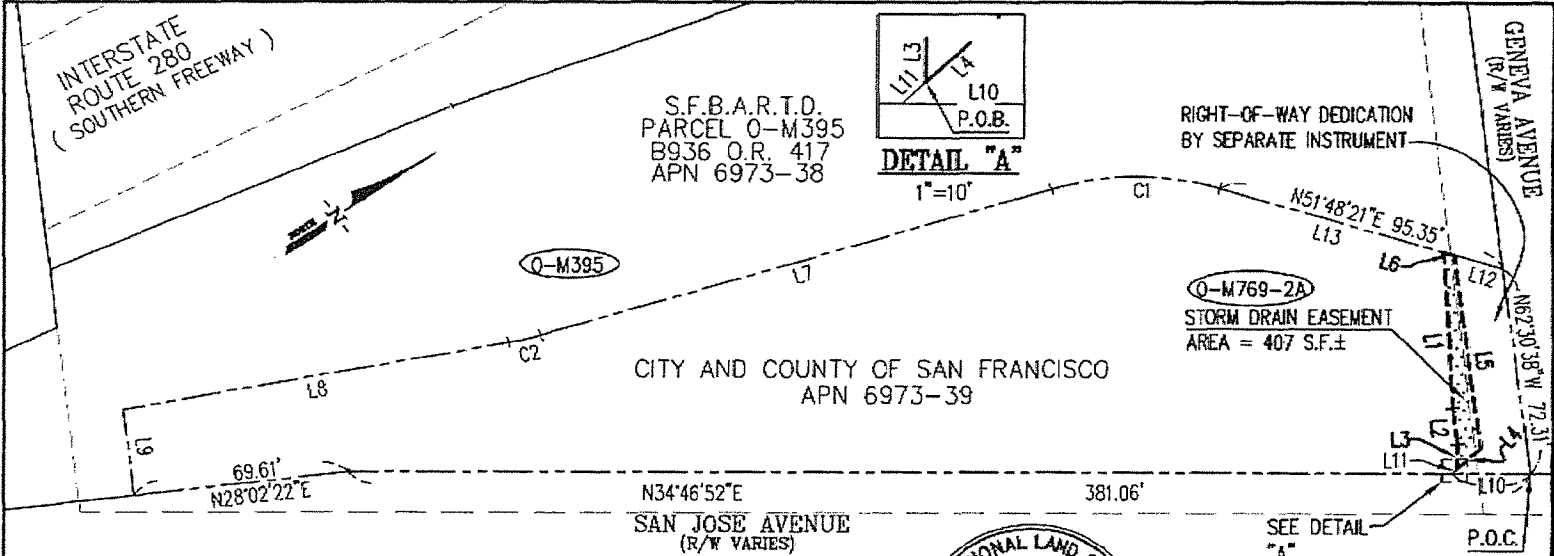 INTERSTATE
ROUTE 280
( SOUTHERN FREEWAY )
S.F.B.A.R.T.D.
PARCEL O-M395
B936 O.R. 417
APN 6973-38
L11
L3
L4
L10
P.O.B.
DETAIL "A"
1"=10'
RIGHT-OF-WAY DEDICATION
BY SEPARATE INSTRUMENT
GENEVA AVENUE
(R/W VARIES)
NORTH
N
O-M395
C1
N51°48'21"E 95.35'
L13
L6
L12
L7
O-M769-2A
STORM DRAIN EASEMENT
AREA = 407 S.F.±
N62°30'38"W 72.31'
L1
L5
C2
CITY AND COUNTY OF SAN FRANCISCO
APN 6973-39
L8
L9
L2
L3
L4
L11
L10
69.61'
N28°02'22"E
N34°46'52"E
381.06'
SAN JOSE AVENUE
(R/W VARIES)
SEE DETAIL
"A"
P.O.C.
ONAL LAND